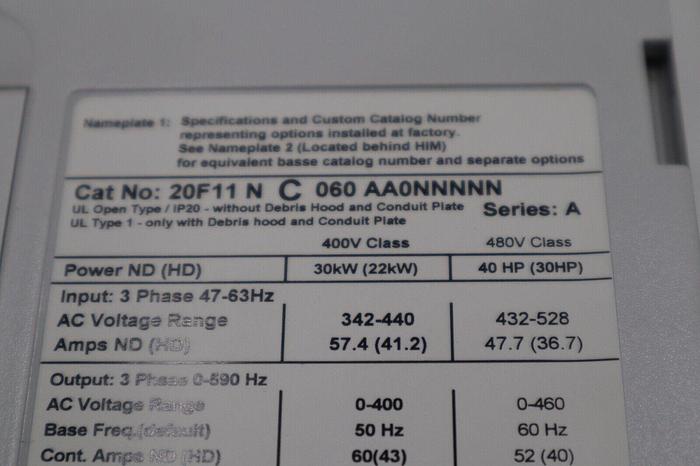 Nameplate 1: Specifications and Custom Catalog Number
representing options installed at factory.
See Nameplate 2 (Located behind HIM)
for equivalent basse catalog number and separate options
Cat No: 20F11 N C 060 AA0NNNNN
UL Open Type / IP20 - without Debris Hood and Conduit Plate Series: A
UL Type 1 - only with Debris hood and Conduit Plate
400V Class 480V Class
Power ND (HD) 30kW (22kW) 40 HP (30HP)
Input: 3 Phase 47-63Hz
AC Voltage Range 342-440 432-528
Amps ND (HD) 57.4 (41.2) 47.7 (36.7)
Output: 3 Phase 0-590 Hz
AC Voltage Range 0-400 0-460
Base Freq.(default) 50 Hz 60 Hz
Cont. Amps ND (HD) 60(43) 52 (40)